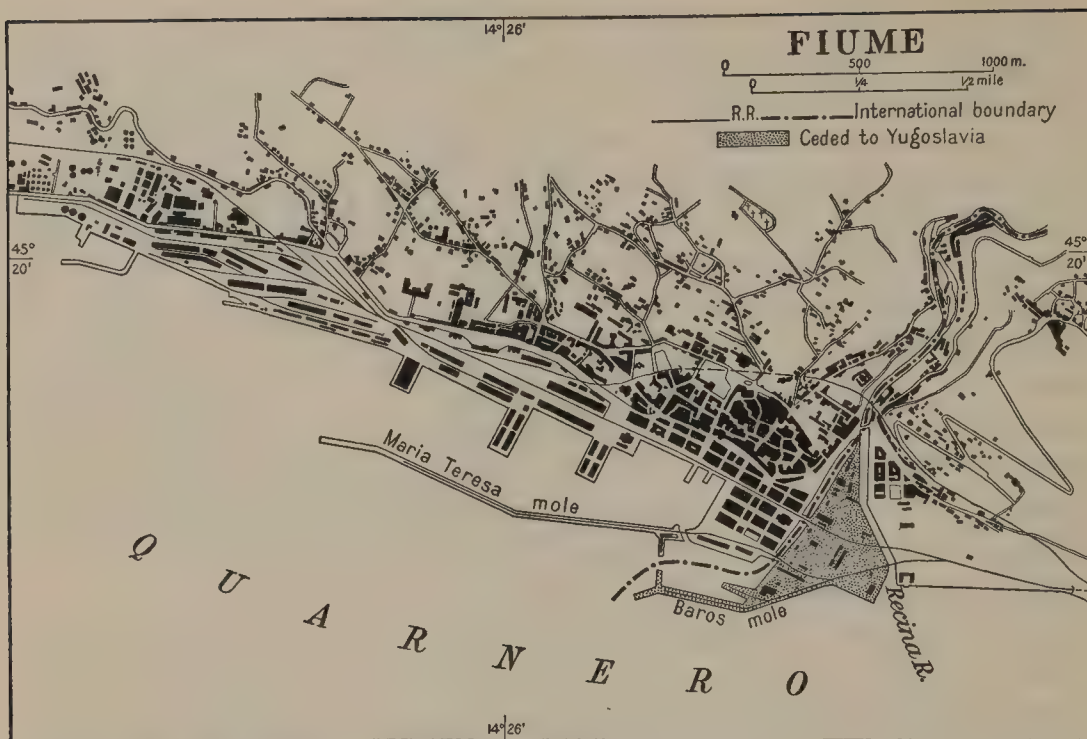 14° 26'
FIUME
0 500 1000 m.
0 1/4 1/2 mile
R.R. International boundary
Ceded to Yugoslavia
45°
20'
45°
20'
Maria Teresa mole
QUARNERO
Baros mole
Recina R.
14° 26'